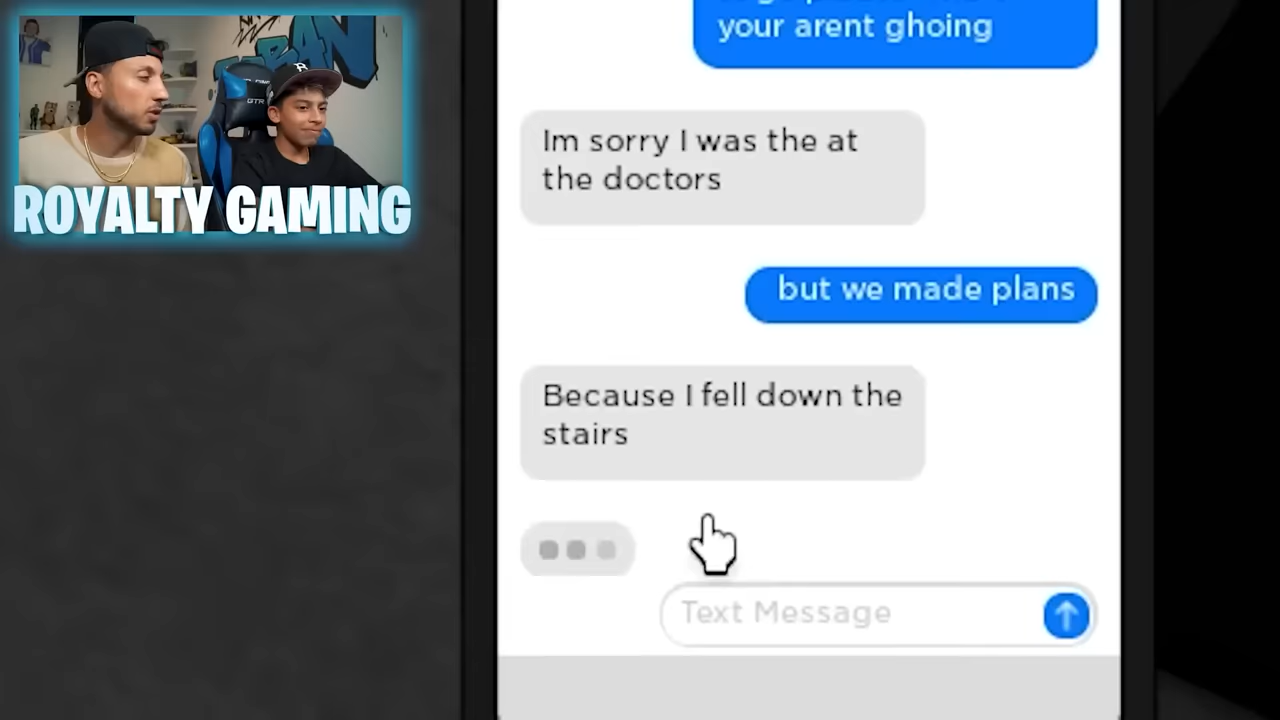 your arent ghoing
Im sorry I was the at
the doctors
but we made plans
Because I fell down the
stairs
Text Message
GTR
ROYALTY GAMING